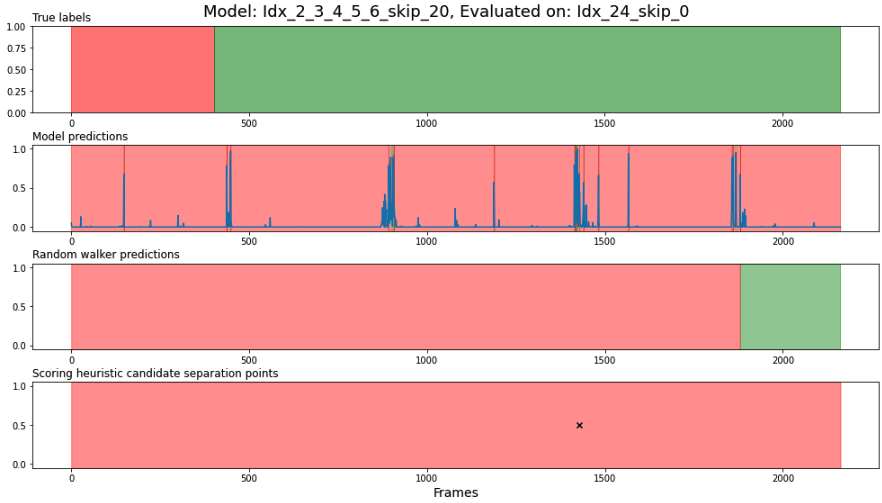 Model: Idx_2_3_4_5_6_skip_20, Evaluated on: Idx_24_skip_0
True labels
1.00
0.75
0.50
0.25
0.00
0 500 1000 1500 2000
Model predictions
1.0
0.5
0.0
0 500 1000 1500 2000
Random walker predictions
1.0
0.5
0.0
0 500 1000 1500 2000
Scoring heuristic candidate separation points
1.0
0.5
0.0
0 500 1000 1500 2000
Frames